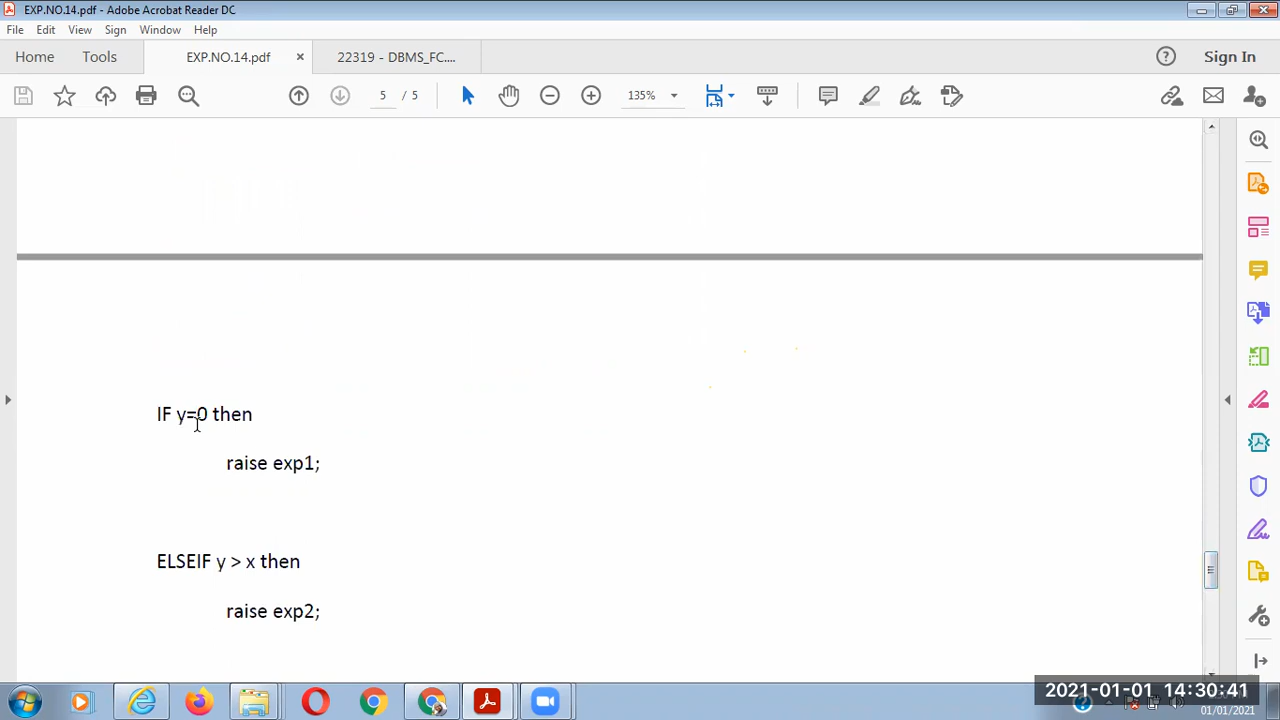 EXP.NO.14.pdf - Adobe Acrobat Reader DC
File Edit View Sign Window Help
Home Tools EXP.NO.14.pdf × 22319 - DBMS_FC.... Sign In
5 / 5 135%
IF y=0 then
raise exp1;
ELSEIF y > x then
raise exp2;
2021-01-01 14:30:41
01/01/2021